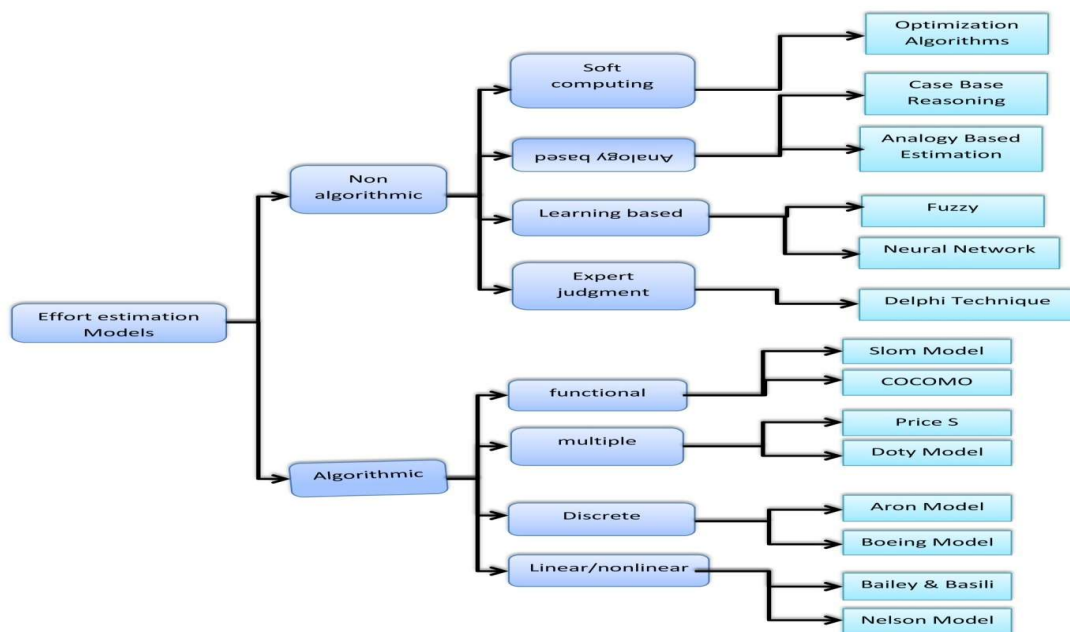 Effort estimation
Models
Non
algorithmic
Algorithmic
Soft
computing
Analogy based
Learning based
Expert
judgment
functional
multiple
Discrete
Linear/nonlinear
Optimization
Algorithms
Case Base
Reasoning
Analogy Based
Estimation
Fuzzy
Neural Network
Delphi Technique
Slom Model
COCOMO
Price S
Doty Model
Aron Model
Boeing Model
Bailey & Basili
Nelson Model